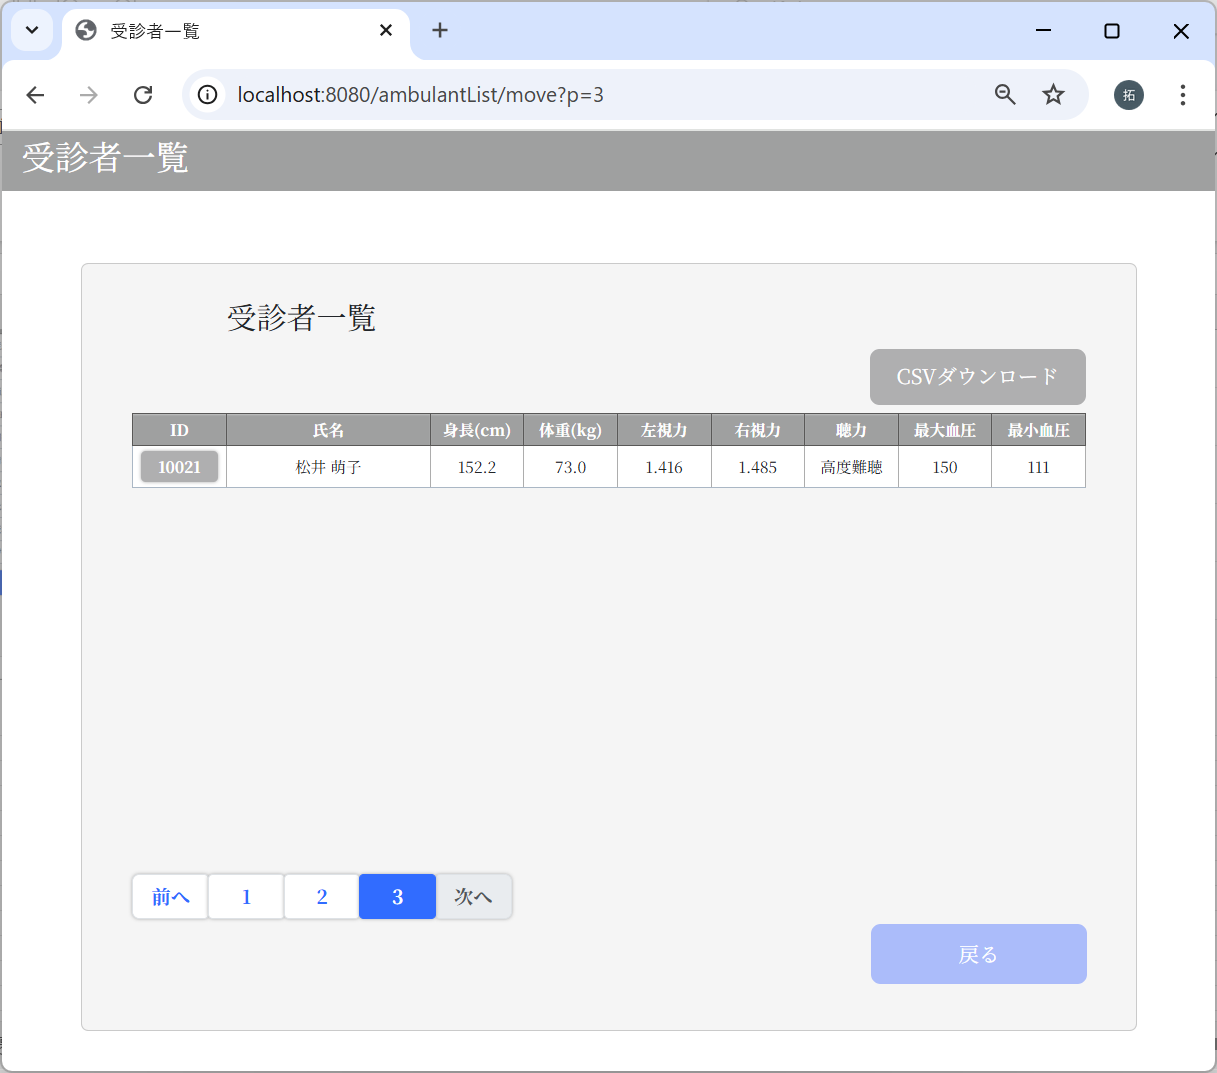 受診者一覧
localhost:8080/ambulantList/move?p=3
拓
受診者一覧
受診者一覧
CSVダウンロード
ID 氏名 身長(cm) 体重(kg) 左視力 右視力 聴力 最大血圧 最小血圧
10021 松井 萌子 152.2 73.0 1.416 1.485 高度難聴 150 111
前へ 1 2 3 次へ
戻る